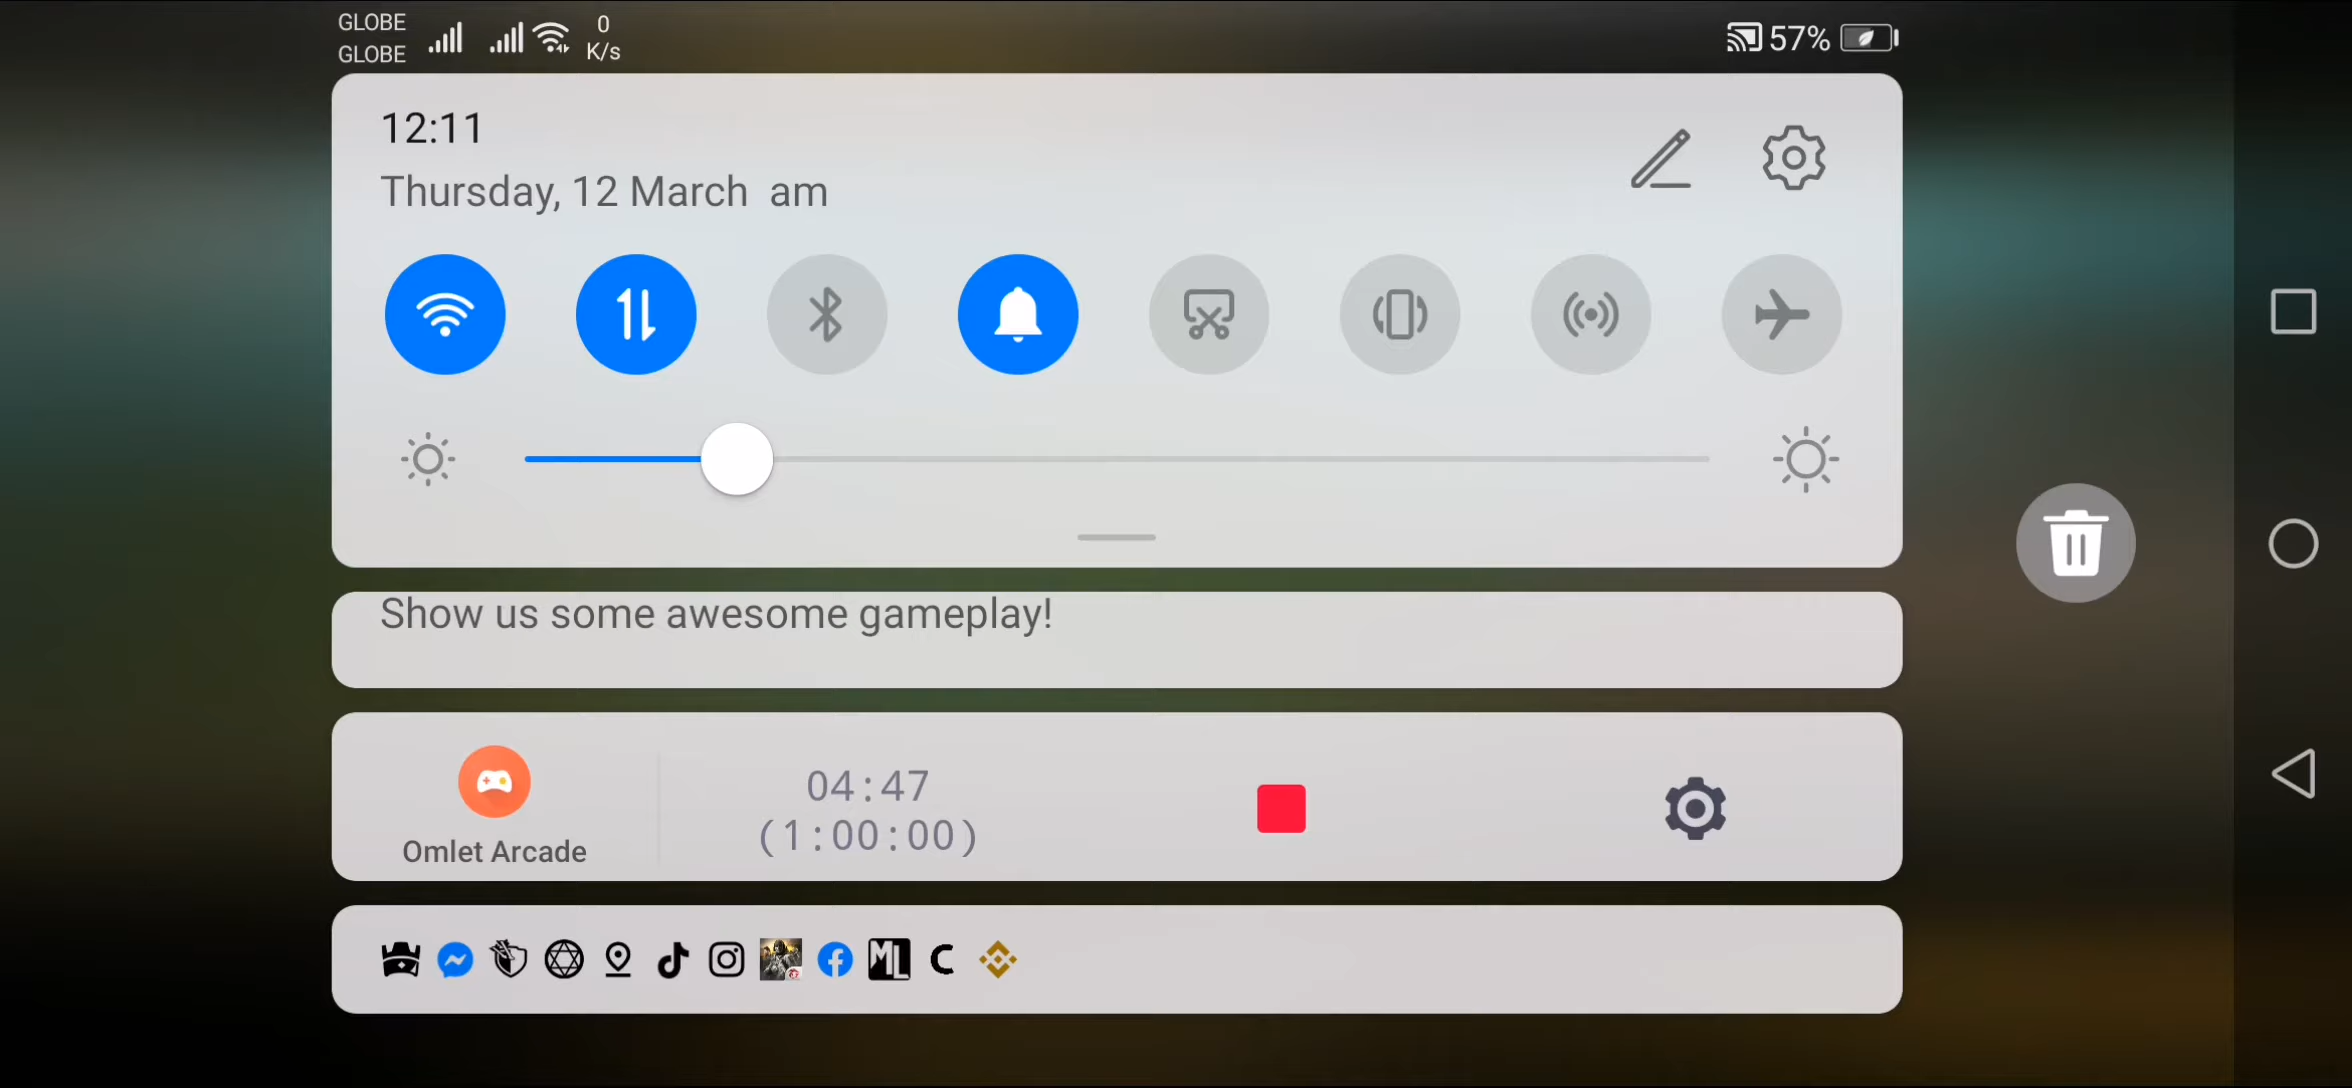 GLOBE
GLOBE
0
K/s
57%
12:11
Thursday, 12 March am
Show us some awesome gameplay!
04:47
(1:00:00)
Omlet Arcade
ML
C